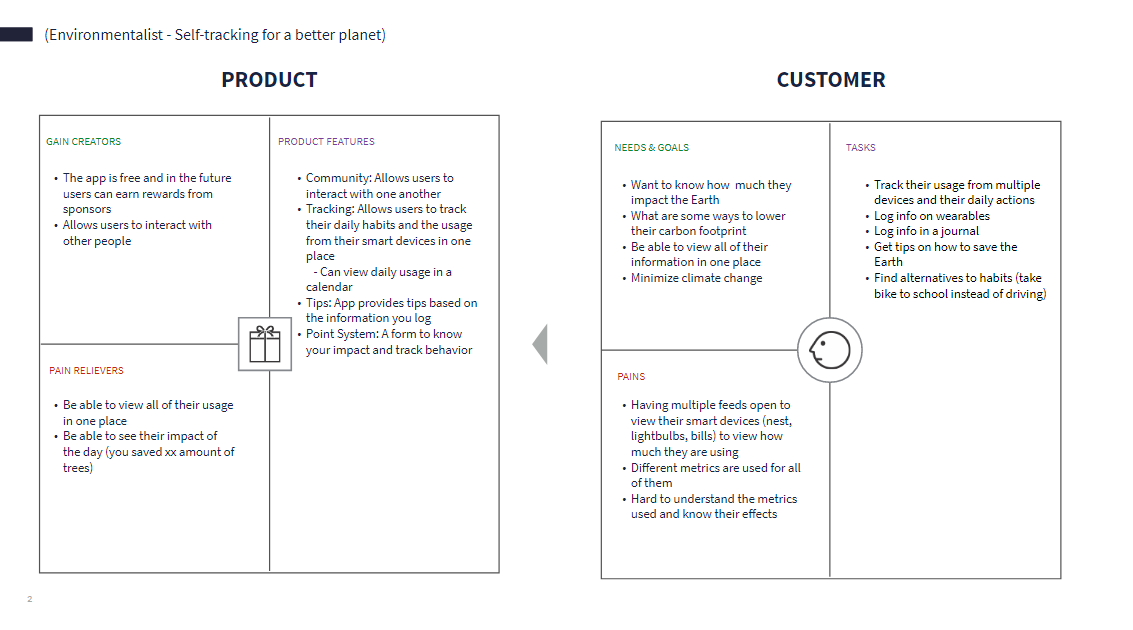 (Environmentalist - Self-tracking for a better planet)
PRODUCT
GAIN CREATORS
• The app is free and in the future
users can earn rewards from
sponsors
• Allows users to interact with
other people
PRODUCT FEATURES
• Community: Allows users to
interact with one another
• Tracking: Allows users to track
their daily habits and the usage
from their smart devices in one
place
- Can view daily usage in a
calendar
• Tips: App provides tips based on
the information you log
• Point System: A form to know
your impact and track behavior
PAIN RELIEVERS
• Be able to view all of their usage
in one place
• Be able to see their impact of
the day (you saved xx amount of
trees)
CUSTOMER
NEEDS & GOALS
• Want to know how  much they
impact the Earth
• What are some ways to lower
their carbon footprint
• Be able to view all of their
information in one place
• Minimize climate change
TASKS
• Track their usage from multiple
devices and their daily actions
• Log info on wearables
• Log info in a journal
• Get tips on how to save the
Earth
• Find alternatives to habits (take
bike to school instead of driving)
PAINS
• Having multiple feeds open to
view their smart devices (nest,
lightbulbs, bills) to view how
much they are using
• Different metrics are used for all
of them
• Hard to understand the metrics
used and know their effects
2